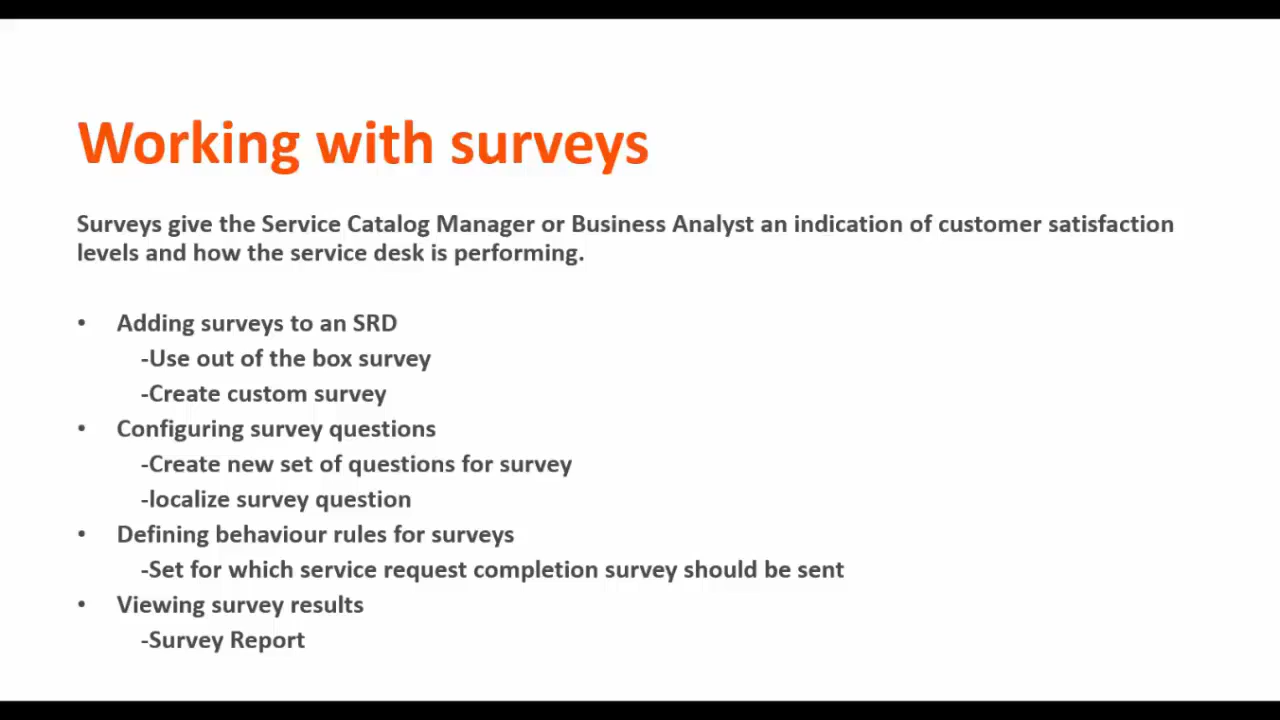 Working with surveys
Surveys give the Service Catalog Manager or Business Analyst an indication of customer satisfaction
levels and how the service desk is performing.
• Adding surveys to an SRD
-Use out of the box survey
-Create custom survey
• Configuring survey questions
-Create new set of questions for survey
-localize survey question
• Defining behaviour rules for surveys
-Set for which service request completion survey should be sent
• Viewing survey results
-Survey Report